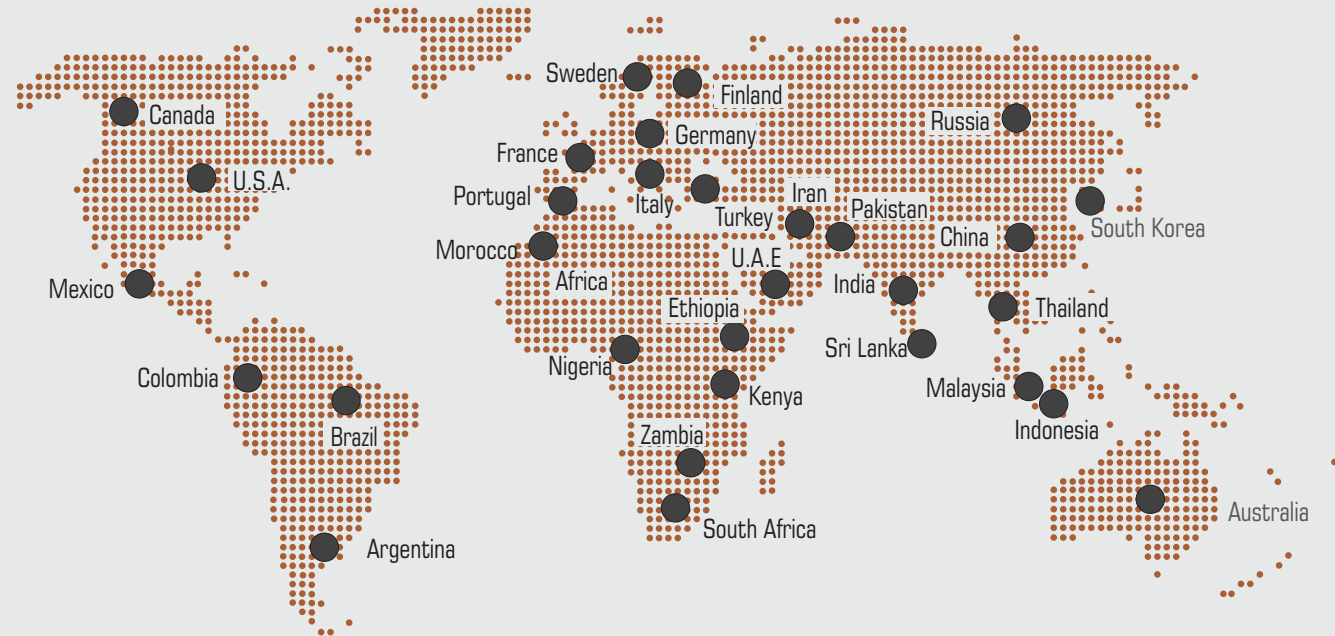 Sweden
Finland
Canada
Russia
Germany
France
U.S.A.
Portugal
Italy
Iran
Turkey
Pakistan
South Korea
China
Morocco
U.A.E
Africa
India
Mexico
Ethiopia
Thailand
Sri Lanka
Nigeria
Colombia
Malaysia
Kenya
Indonesia
Brazil
Zambia
Australia
South Africa
Argentina